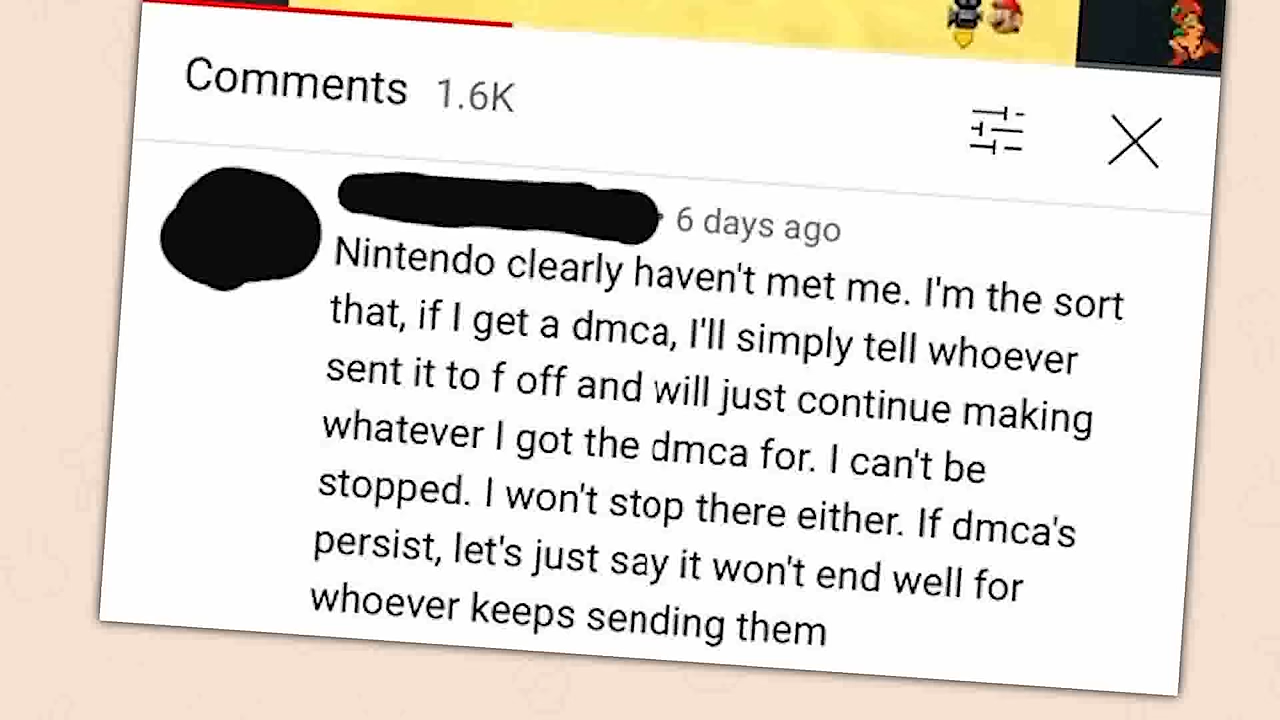 Comments 1.6K
6 days ago
Nintendo clearly haven't met me. I'm the sort
that, if I get a dmca, I'll simply tell whoever
sent it to f off and will just continue making
whatever I got the dmca for. I can't be
stopped. I won't stop there either. If dmca's
persist, let's just say it won't end well for
whoever keeps sending them